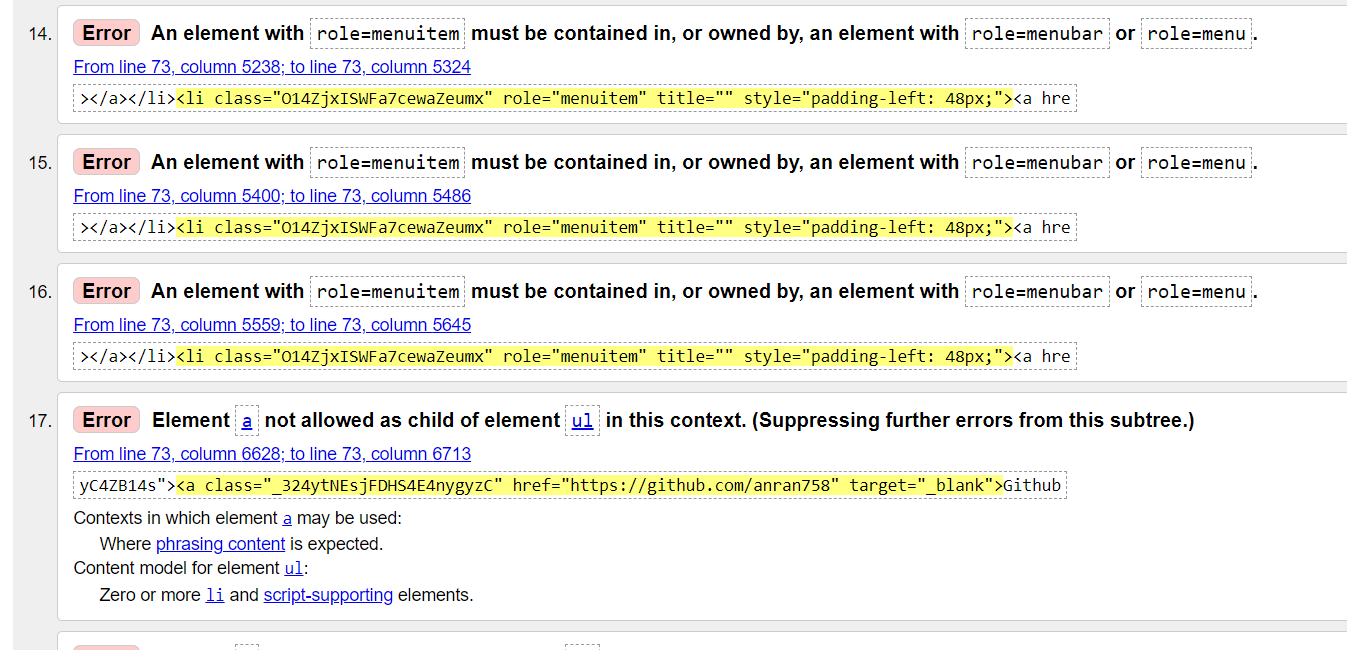 14. Error An element with role=menuitem must be contained in, or owned by, an element with role=menubar or role=menu.
From line 73, column 5238; to line 73, column 5324
></a></li><li class="O14ZjxISWFa7cewaZeumx" role="menuitem" title="" style="padding-left: 48px;"><a hre
15. Error An element with role=menuitem must be contained in, or owned by, an element with role=menubar or role=menu.
From line 73, column 5400; to line 73, column 5486
></a></li><li class="O14ZjxISWFa7cewaZeumx" role="menuitem" title="" style="padding-left: 48px;"><a hre
16. Error An element with role=menuitem must be contained in, or owned by, an element with role=menubar or role=menu.
From line 73, column 5559; to line 73, column 5645
></a></li><li class="O14ZjxISWFa7cewaZeumx" role="menuitem" title="" style="padding-left: 48px;"><a hre
17. Error Element a not allowed as child of element ul in this context. (Suppressing further errors from this subtree.)
From line 73, column 6628; to line 73, column 6713
yC4ZB14s"><a class="_324ytNEsjFDHS4E4nygyzC" href="https://github.com/anran758" target="_blank">Github
Contexts in which element a may be used:
Where phrasing content is expected.
Content model for element ul:
Zero or more li and script-supporting elements.